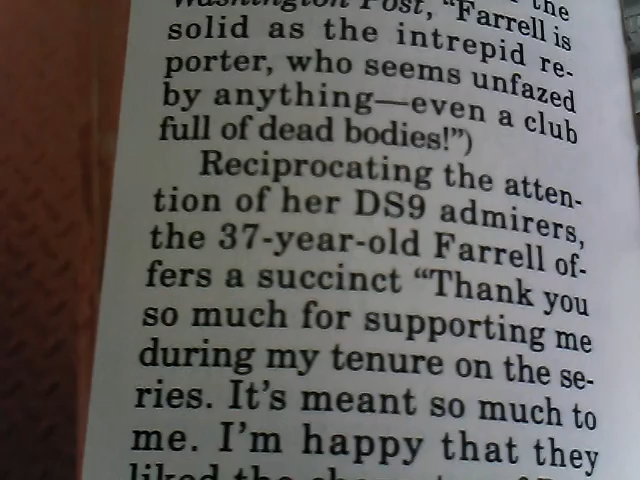 Washington Post, "Farrell is
solid as the intrepid re-
porter, who seems unfazed
by anything—even a club
full of dead bodies!")
Reciprocating the atten-
tion of her DS9 admirers,
the 37-year-old Farrell of-
fers a succinct "Thank you
so much for supporting me
during my tenure on the se-
ries. It's meant so much to
me. I'm happy that they
liked the